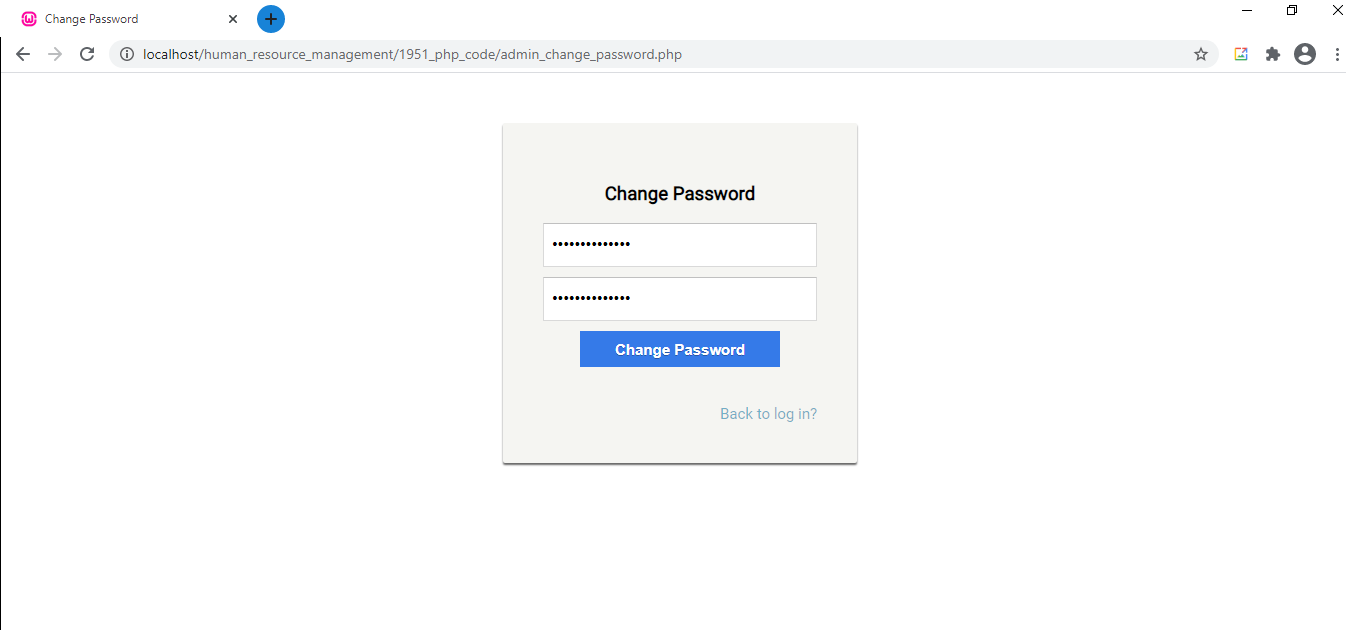 Change Password
localhost/human_resource_management/1951_php_code/admin_change_password.php
Change Password
••••••••••••••
••••••••••••••
Change Password
Back to log in?